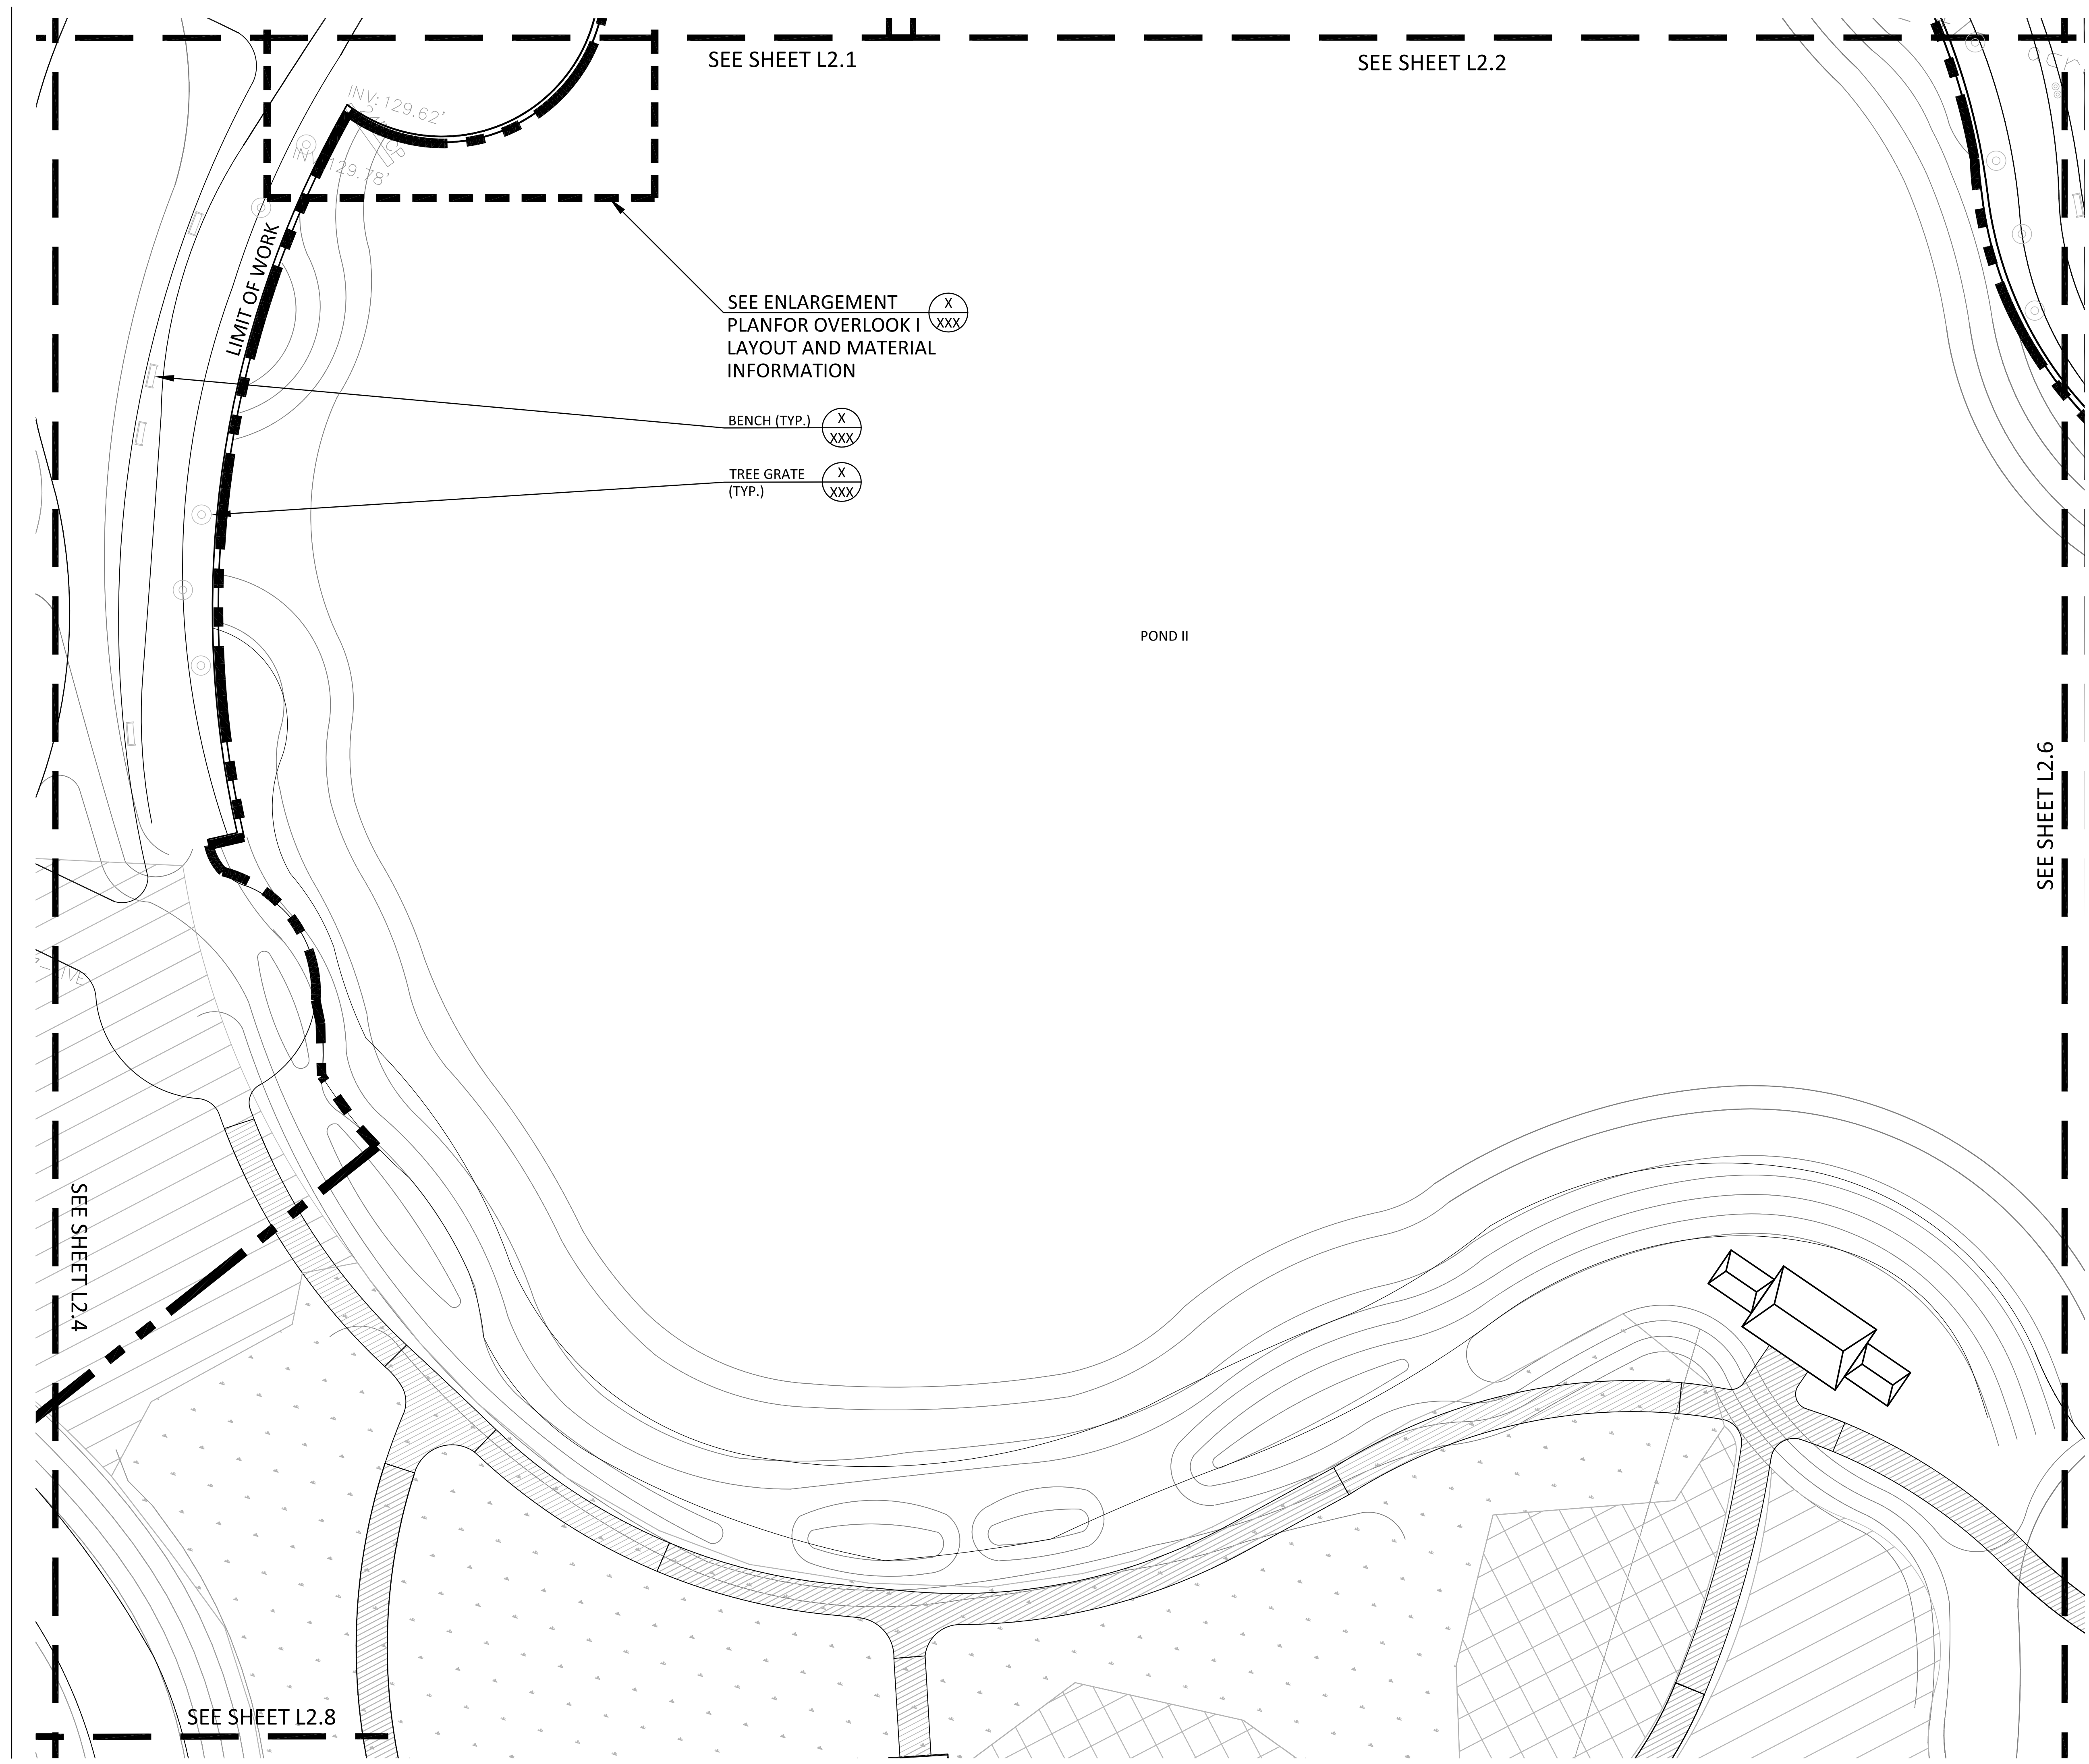 SEE SHEET L2.1
SEE SHEET L2.2
INV:129.62'
INV:129.78'
LIMIT OF WORK
SEE ENLARGEMENT
PLANFOR OVERLOOK I
LAYOUT AND MATERIAL
INFORMATION
X
XXX
BENCH (TYP.)
X
XXX
TREE GRATE
(TYP.)
X
XXX
POND II
SEE SHEET L2.6
SEE SHEET L2.4
SEE SHEET L2.8